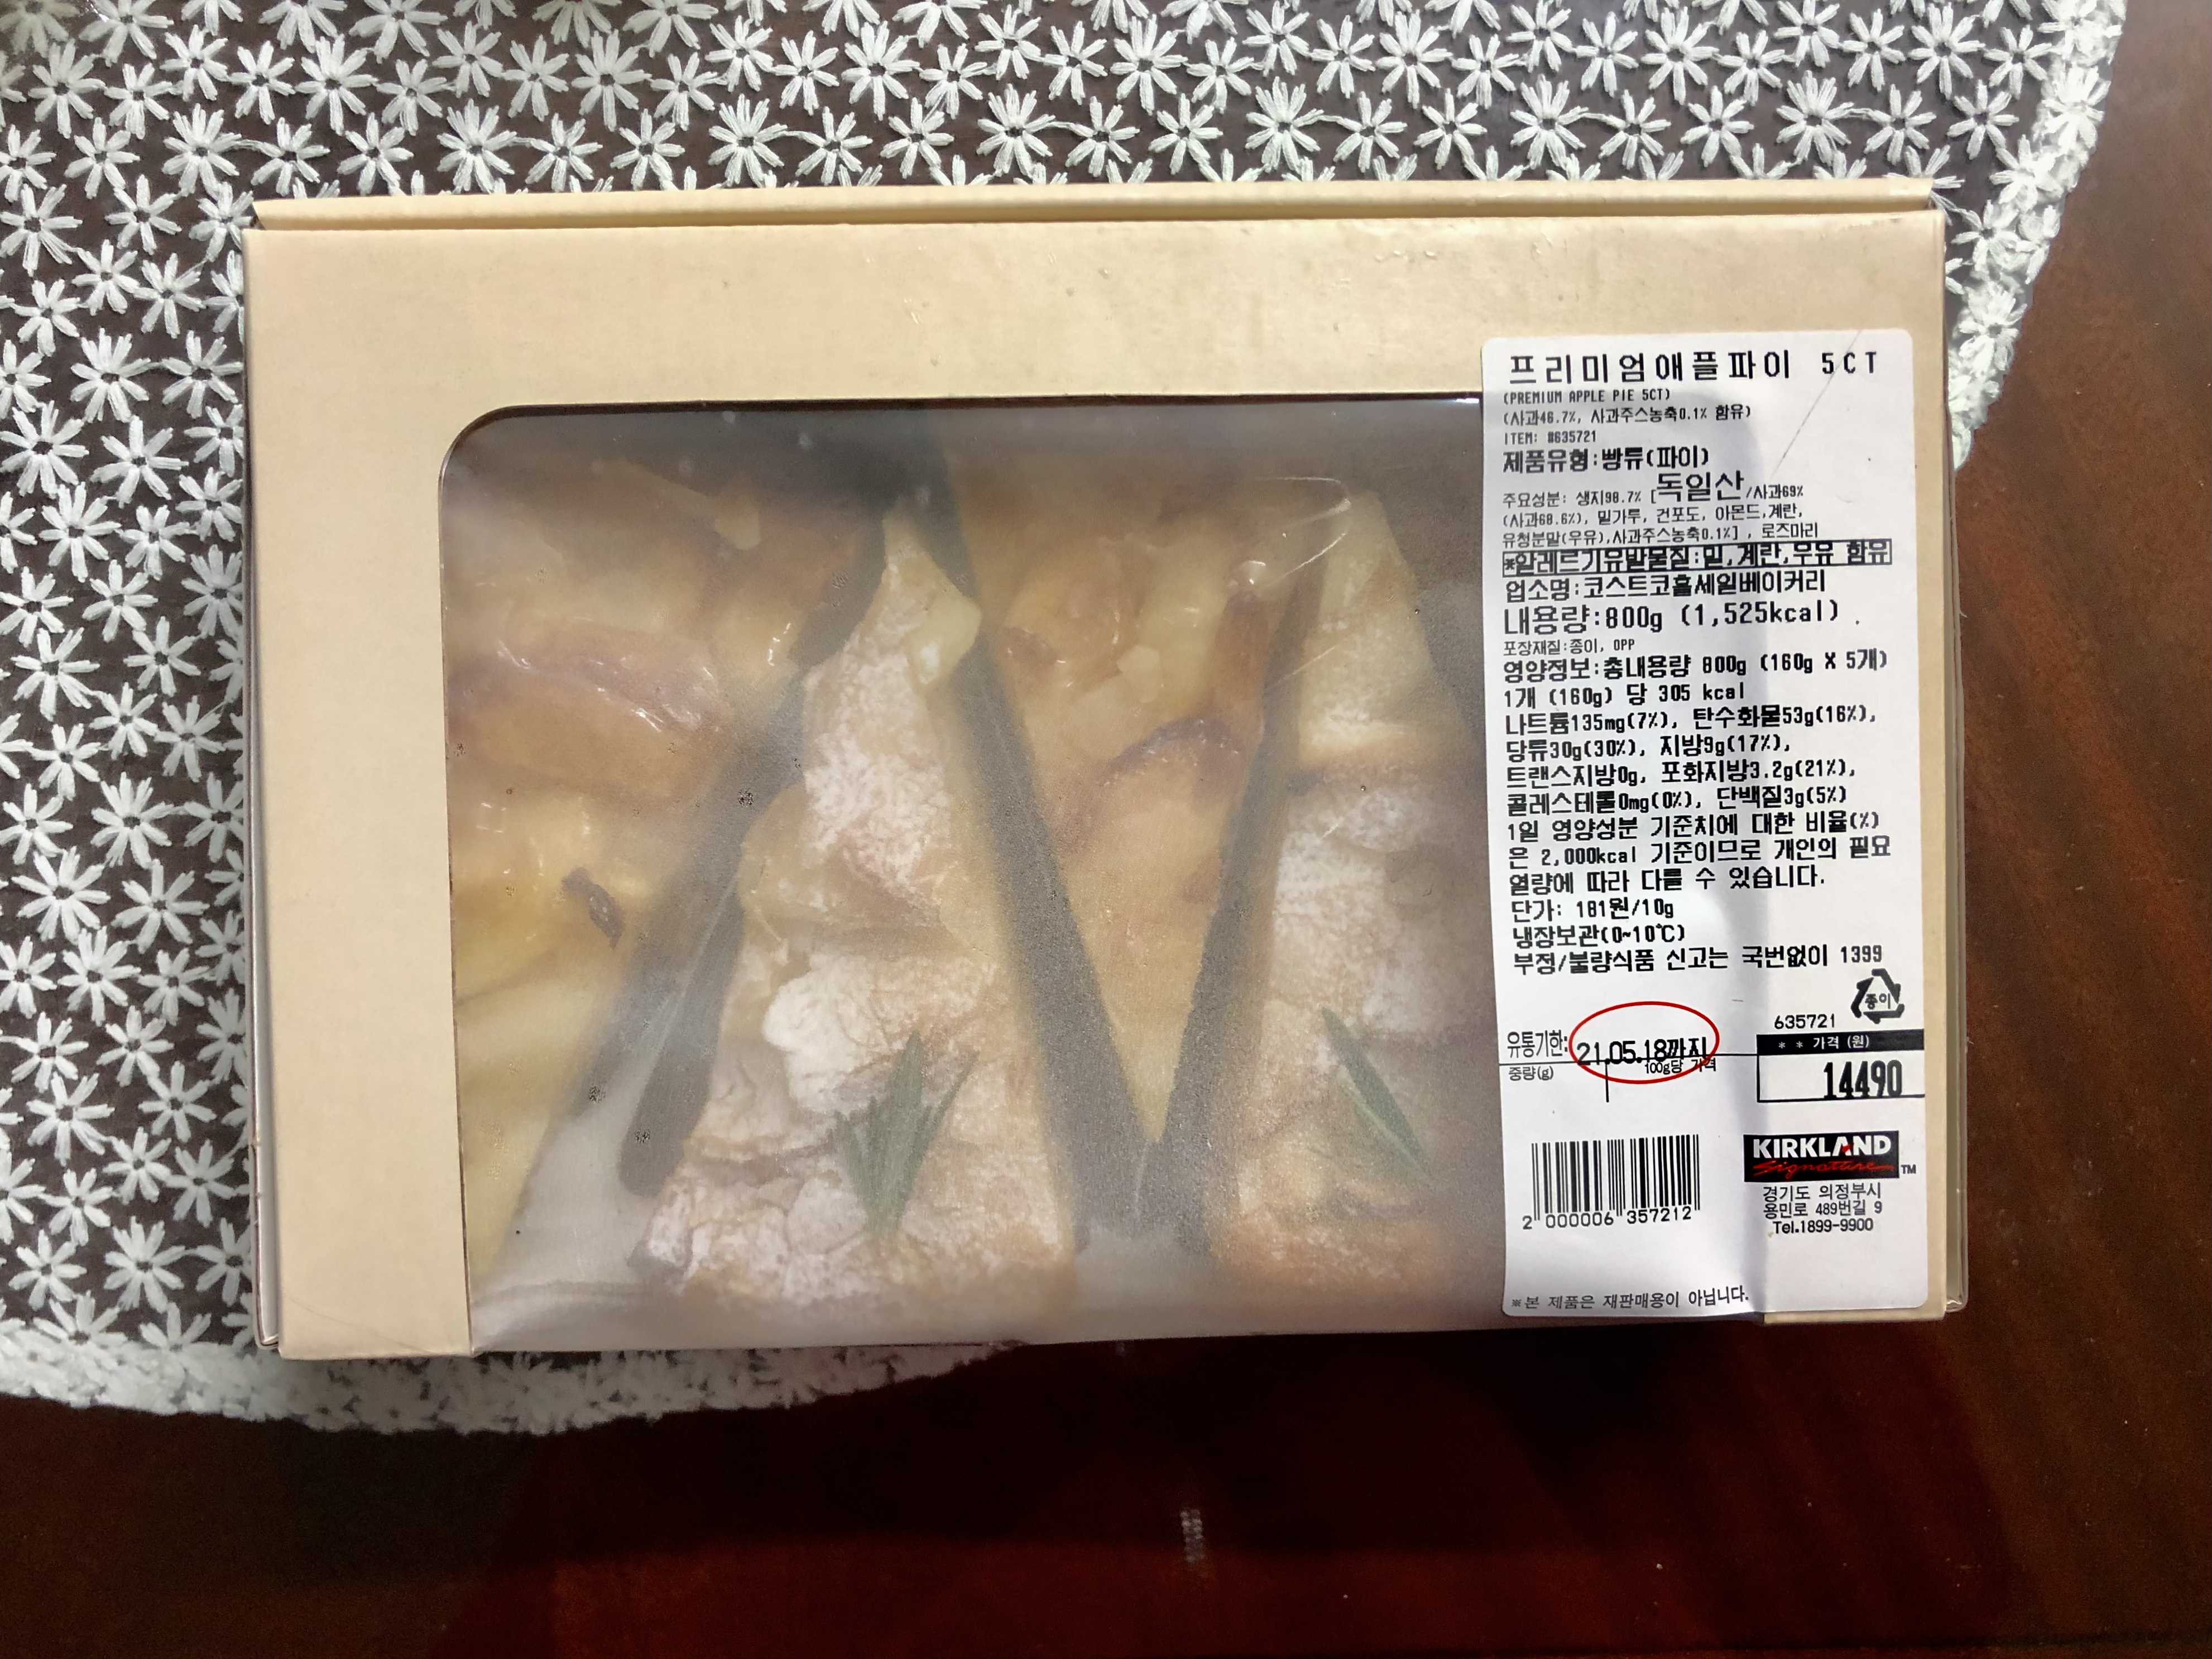 프리미엄애플파이 5CT
(PREMIUM APPLE PIE 5CT)
(사과46.7%, 사과주스농축0.1% 함유)
ITEM: #635721
제품유형:빵류(파이)
주요성분: 생지98.7% [독일산/사과69%
(사과68.6%), 밀가루, 건포도, 아몬드,계란,
유청분말(우유),사과주스농축0.1%] , 로즈마리
*알레르기유발물질:밀,계란,우유 함유
업소명:코스트코홀세일베이커리
내용량:800g (1,525kcal) .
포장재질:종이, OPP
영양정보:총내용량 800g (160g X 5개)
1개 (160g) 당 305 kcal
나트륨135mg(7%), 탄수화물53g(16%),
당류30g(30%), 지방9g(17%),
트랜스지방0g, 포화지방3.2g(21%),
콜레스테롤0mg(0%), 단백질3g(5%)
1일 영양성분 기준치에 대한 비율(%)
은 2,000kcal 기준이므로 개인의 필요
열량에 따라 다를 수 있습니다.
단가: 181원/10g
냉장보관(0~10℃)
부정/불량식품 신고는 국번없이 1399
종이
635721
유통기한: 21.05.18까지
** 가격 (원)
중량(g) 100g당 가격
14490
2 000006 357212
KIRKLAND
Signature TM
경기도 의정부시
용민로 489번길 9
Tel.1899-9900
※본 제품은 재판매용이 아닙니다.